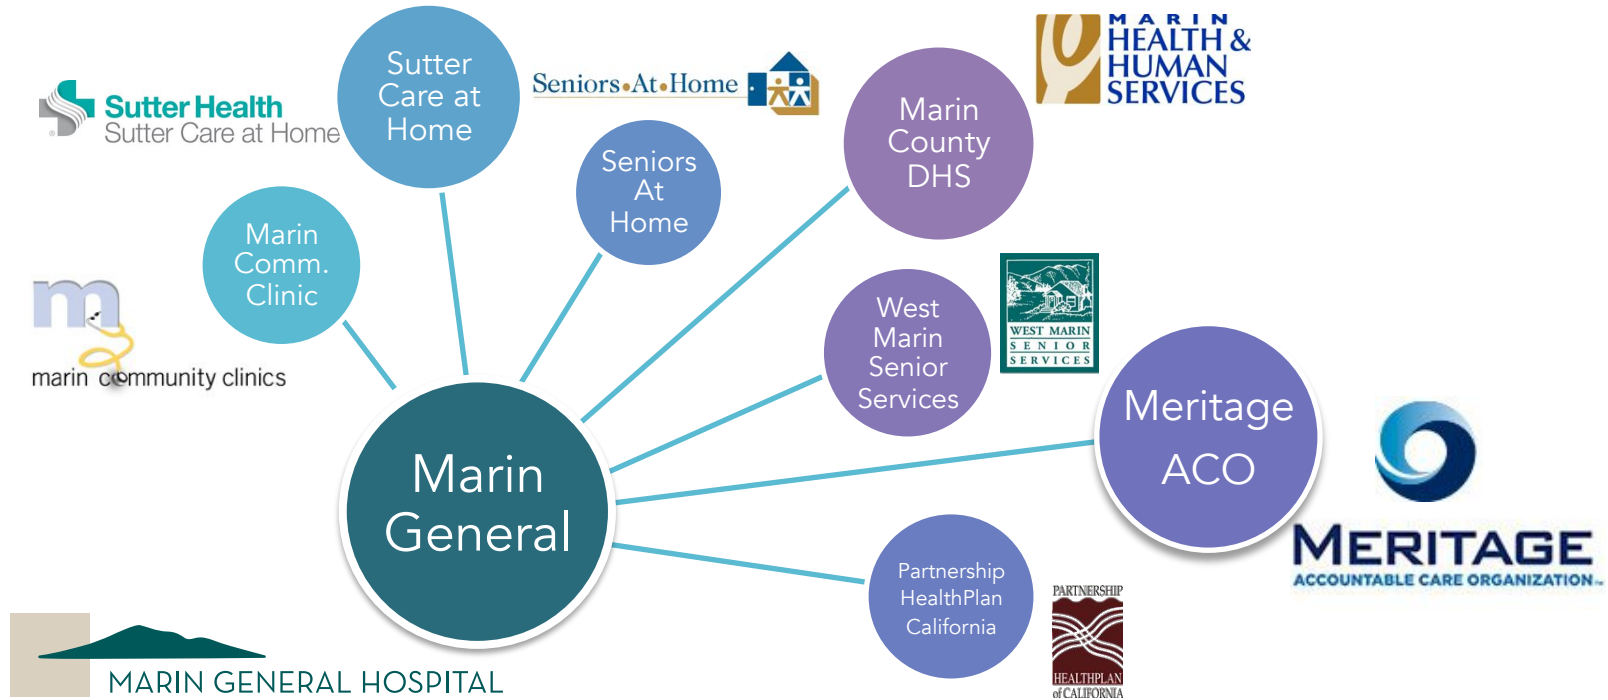 Sutter Health
Sutter Care at Home
Sutter
Care at
Home
Seniors•At•Home
MARIN
HEALTH &
HUMAN
SERVICES
Marin
County
DHS
Seniors
At
Home
Marin
Comm.
Clinic
m
marin community clinics
West
Marin
Senior
Services
WEST MARIN
SENIOR
SERVICES
Meritage
ACO
MERITAGE
ACCOUNTABLE CARE ORGANIZATION™
Marin
General
Partnership
HealthPlan
California
PARTNERSHIP
HEALTHPLAN
of CALIFORNIA
MARIN GENERAL HOSPITAL